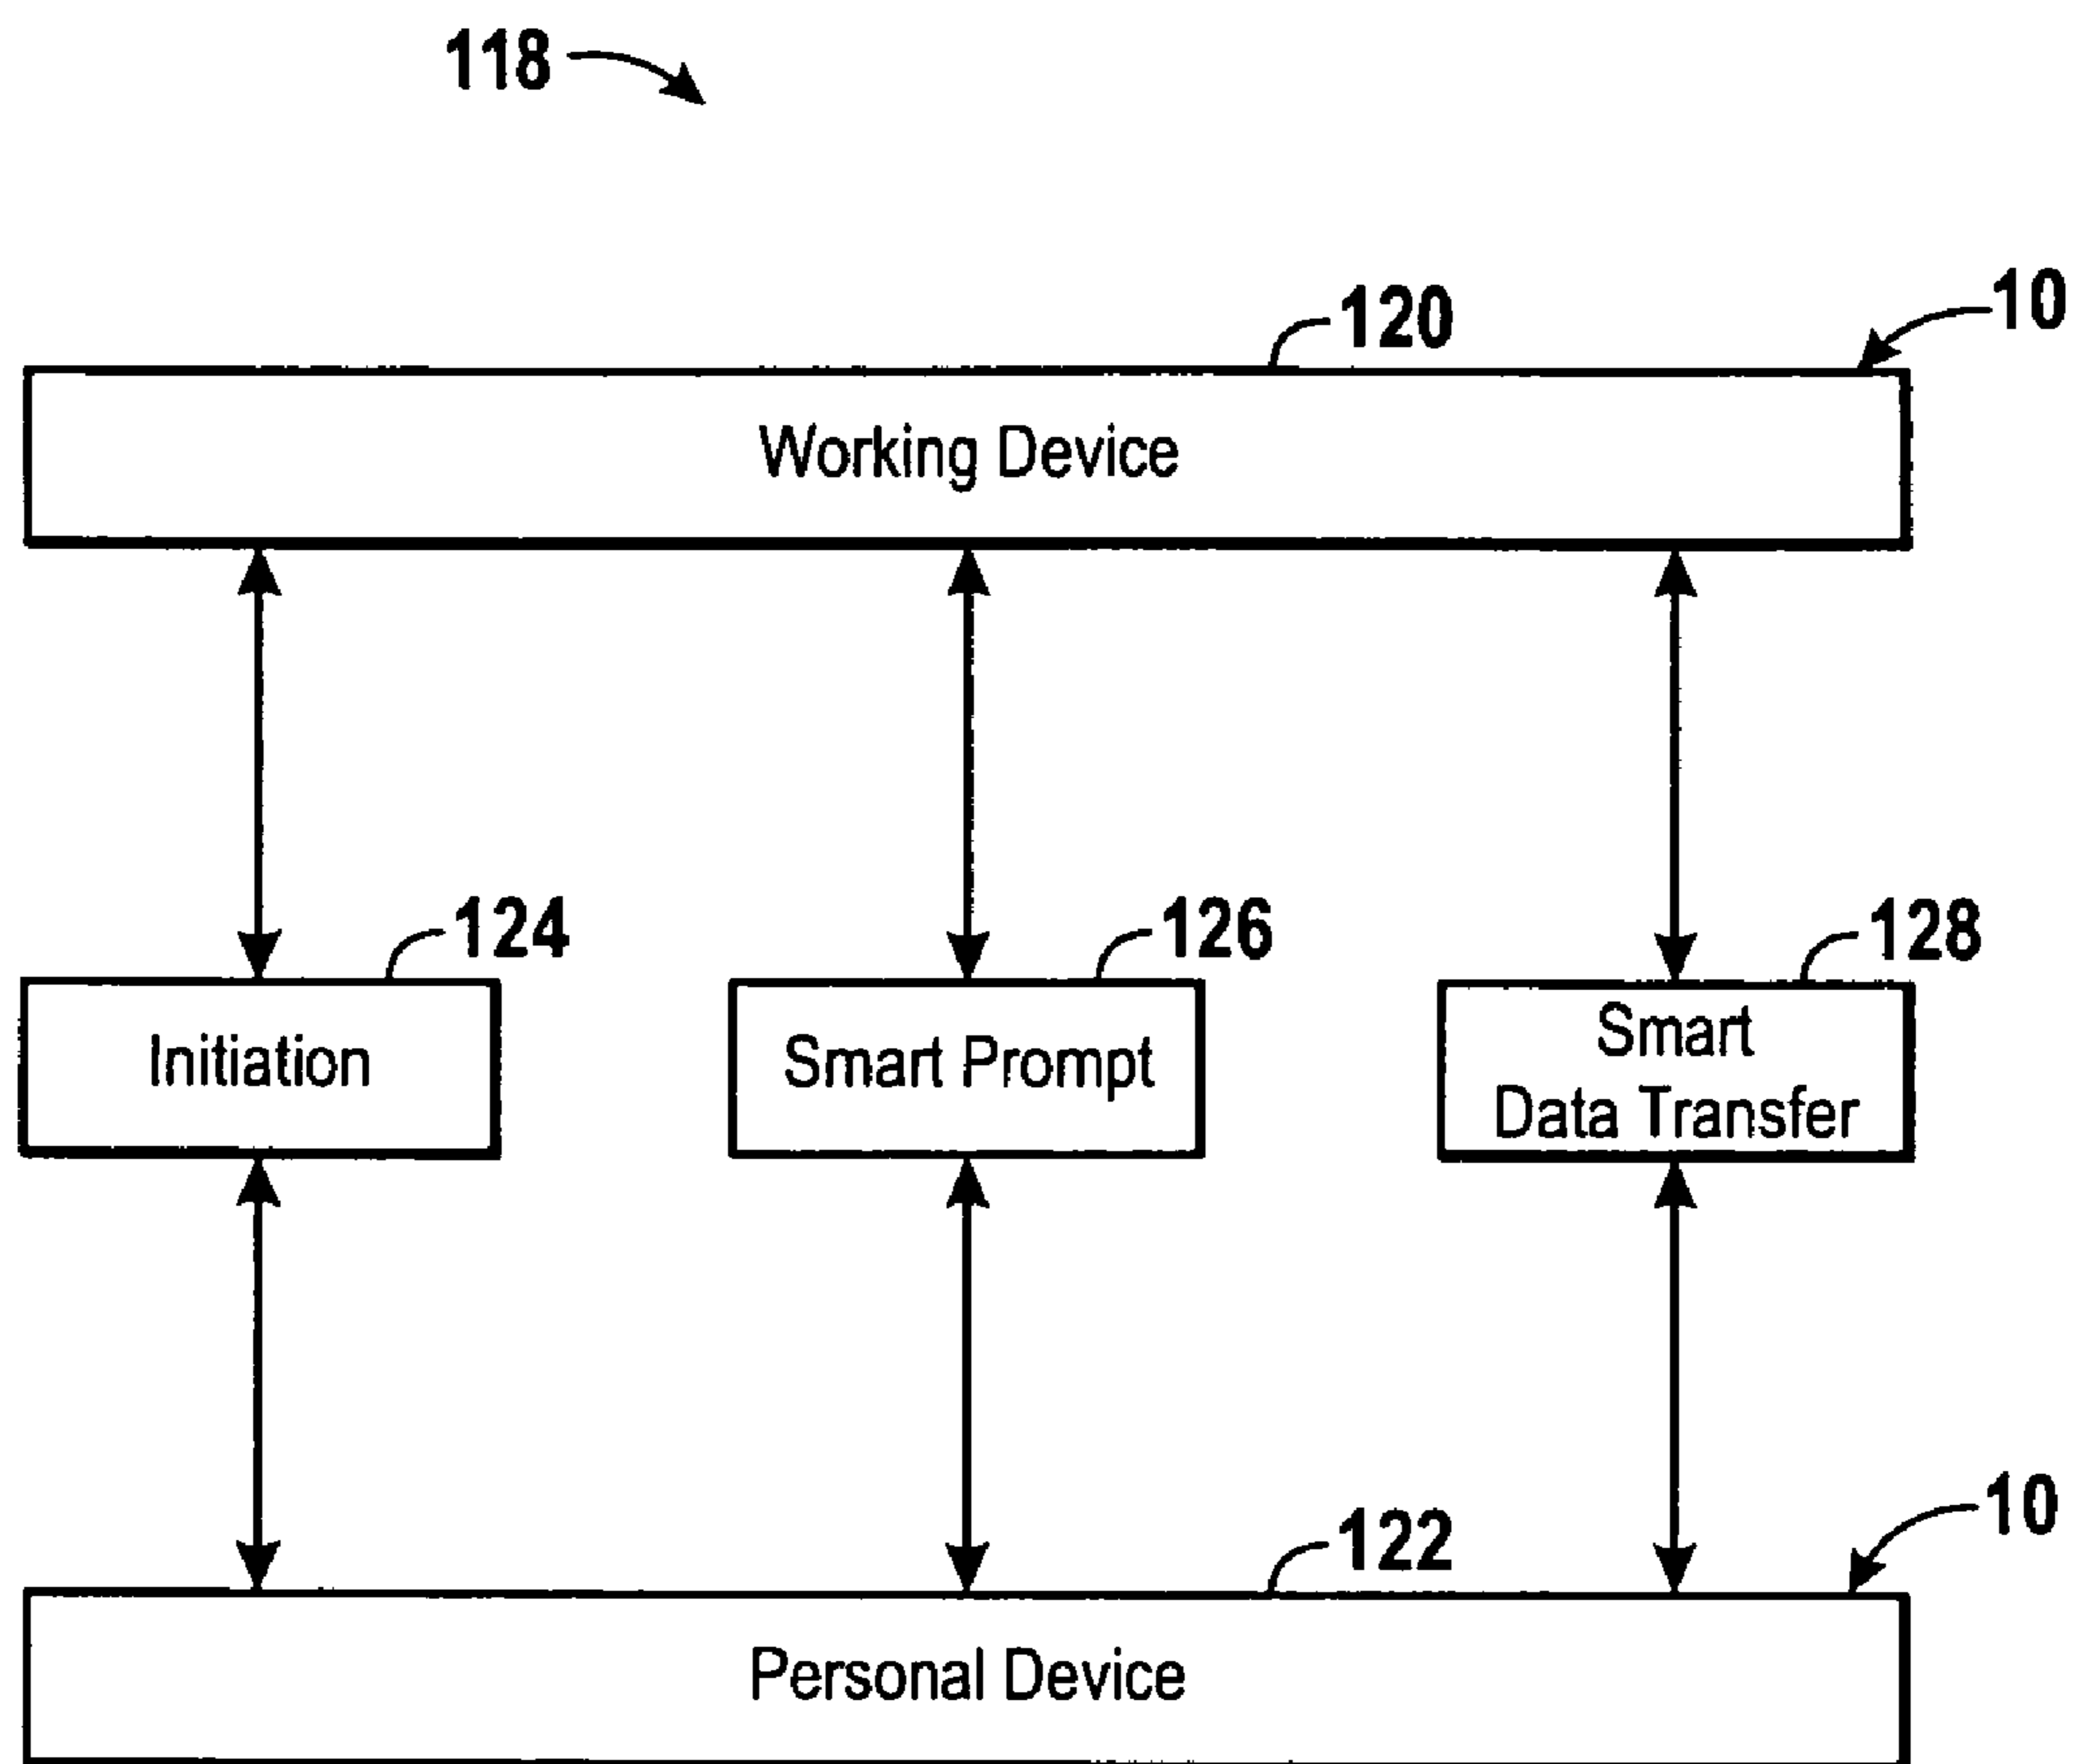 118
10
120
Working Device
124
126
128
Initiation
Smart Prompt
Smart
Data Transfer
10
122
Personal Device